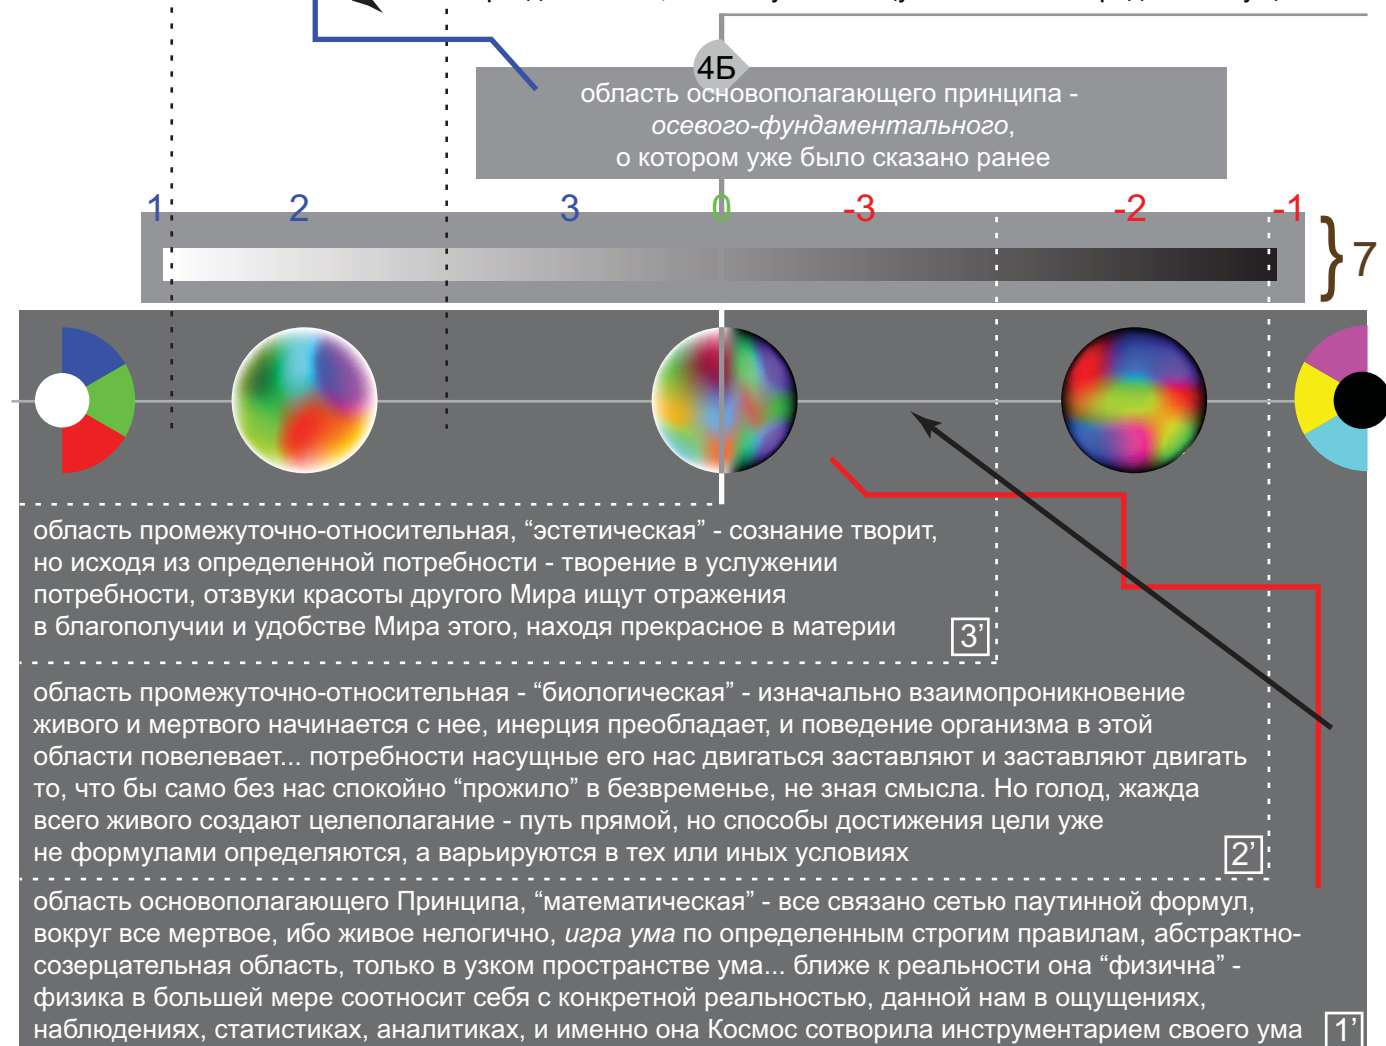 4Б
область основополагающего принципа -
осевого-фундаментального,
о котором уже было сказано ранее
1 2 3 0 -3 -2 -1
} 7
область промежуточно-относительная, “эстетическая” - сознание творит,
но исходя из определенной потребности - творение в услужении
потребности, отзвуки красоты другого Мира ищут отражения
в благополучии и удобстве Мира этого, находя прекрасное в материи
3’
область промежуточно-относительная - “биологическая” - изначально взаимопроникновение
живого и мертвого начинается с нее, инерция преобладает, и поведение организма в этой
области повелевает... потребности насущные его нас двигаться заставляют и заставляют двигать
то, что бы само без нас спокойно “прожило” в безвременье, не зная смысла. Но голод, жажда
всего живого создают целеполагание - путь прямой, но способы достижения цели уже
не формулами определяются, а варьируются в тех или иных условиях
2’
область основополагающего Принципа, “математическая” - все связано сетью паутинной формул,
вокруг все мертвое, ибо живое нелогично, игра ума по определенным строгим правилам, абстрактно-
созерцательная область, только в узком пространстве ума... ближе к реальности она “физична” -
физика в большей мере соотносит себя с конкретной реальностью, данной нам в ощущениях,
наблюдениях, статистиках, аналитиках, и именно она Космос сотворила инструментарием своего ума
1’